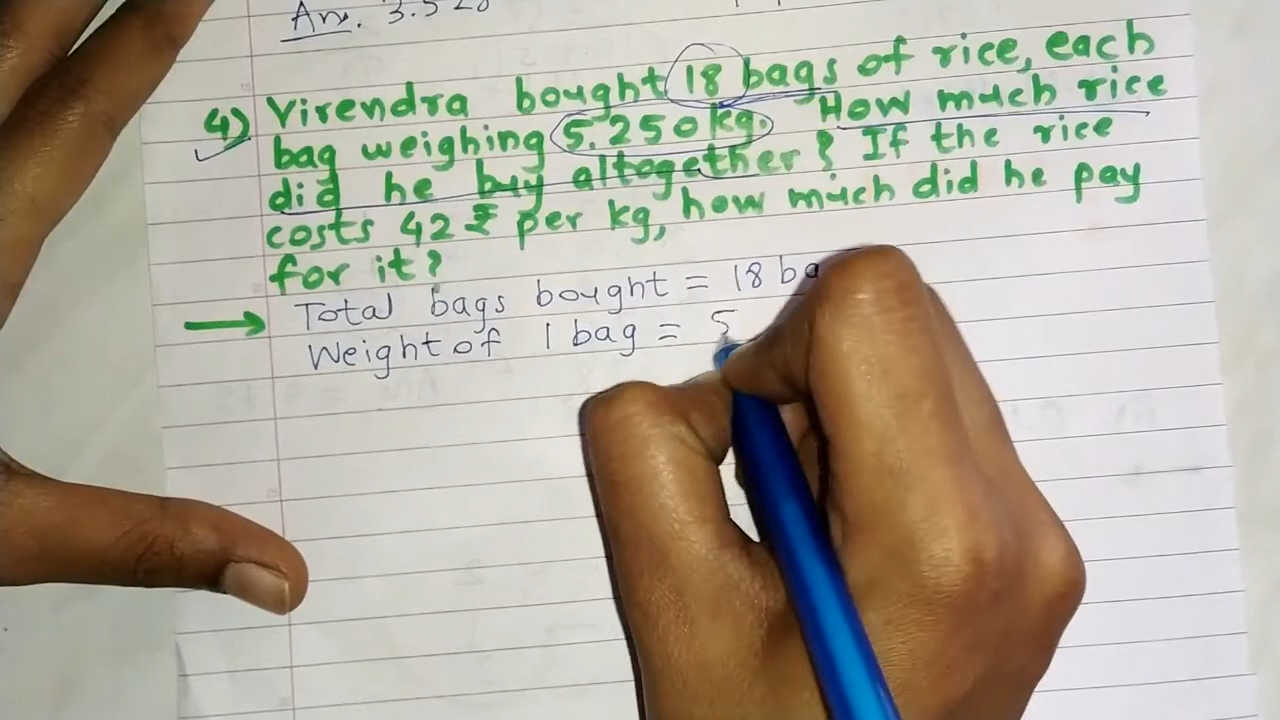 Ans. 3.528
4) Virendra bought 18 bags of rice, each
bag weighing 5.250 kg. How much rice
did he buy altogether? If the rice
costs 42 ₹ per kg, how much did he pay
for it?
Total bags bought = 18 ba
Weight of 1 bag = 5